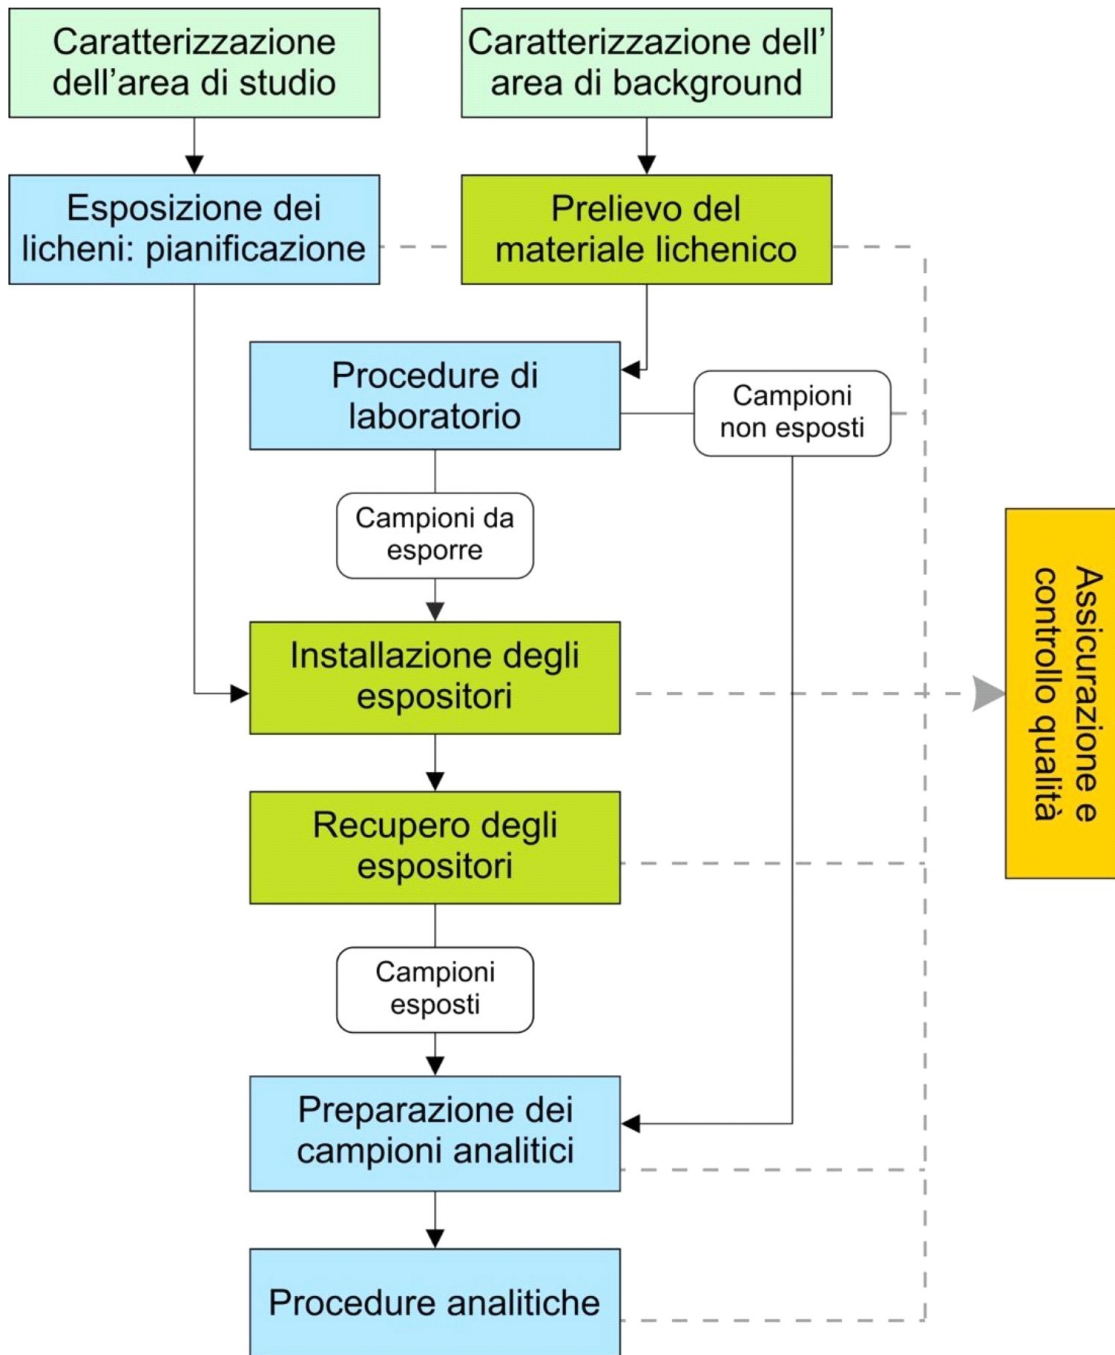 Caratterizzazione
dell'area di studio
Caratterizzazione dell'
area di background
Esposizione dei
licheni: pianificazione
Prelievo del
materiale lichenico
Procedure di
laboratorio
Campioni
non esposti
Campioni da
esporre
Installazione degli
espositori
Assicurazione e
controllo qualità
Recupero degli
espositori
Campioni
esposti
Preparazione dei
campioni analitici
Procedure analitiche